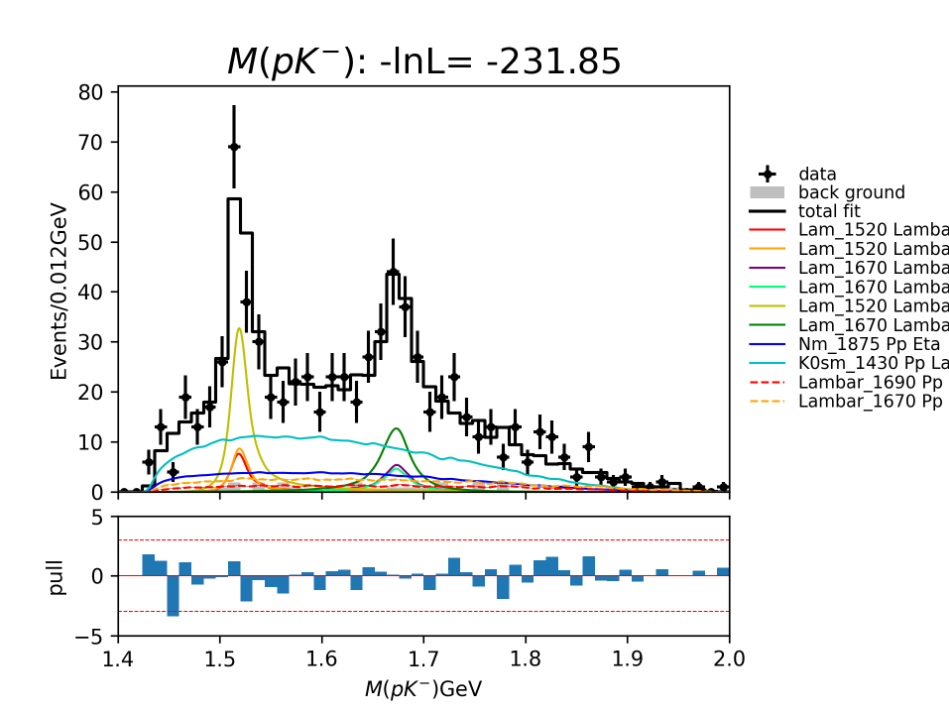 M(pK⁻): -lnL= -231.85
80
70
60
50
40
30
20
10
0
Events/0.012GeV
data
back ground
total fit
Lam_1520 Lamba
Lam_1520 Lamba
Lam_1670 Lamba
Lam_1670 Lamba
Lam_1520 Lamba
Lam_1670 Lamba
Nm_1875 Pp Eta
K0sm_1430 Pp La
Lambar_1690 Pp
Lambar_1670 Pp
5
0
−5
pull
1.4 1.5 1.6 1.7 1.8 1.9 2.0
M(pK⁻)GeV